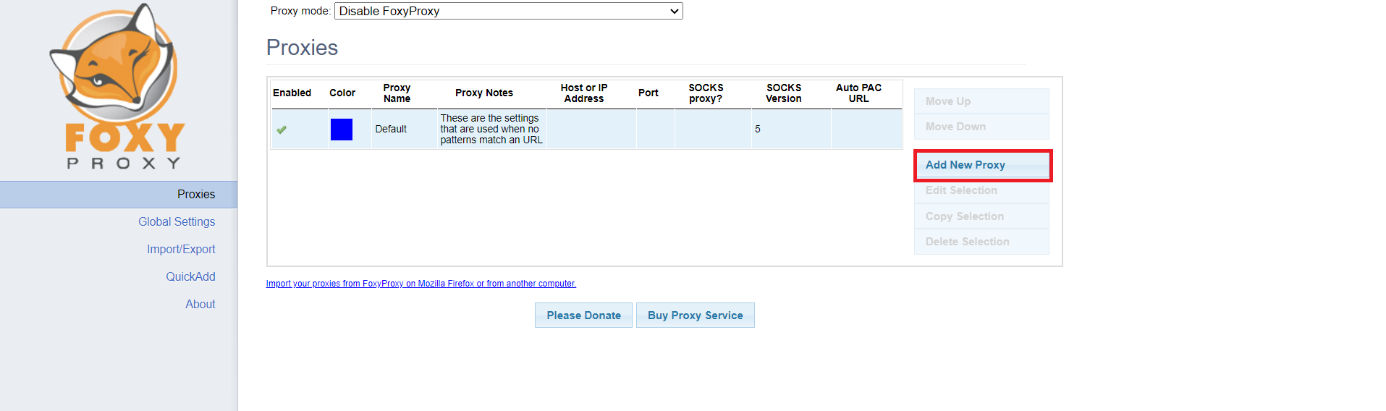 Proxy mode: Disable FoxyProxy
Proxies
Enabled Color Proxy Name Proxy Notes Host or IP Address Port SOCKS proxy? SOCKS Version Auto PAC URL
Default These are the settings that are used when no patterns match an URL 5
Move Up
Move Down
Add New Proxy
Edit Selection
Copy Selection
Delete Selection
Import your proxies from FoxyProxy on Mozilla Firefox or from another computer.
Please Donate Buy Proxy Service
FOXY
PROXY
Proxies
Global Settings
Import/Export
QuickAdd
About